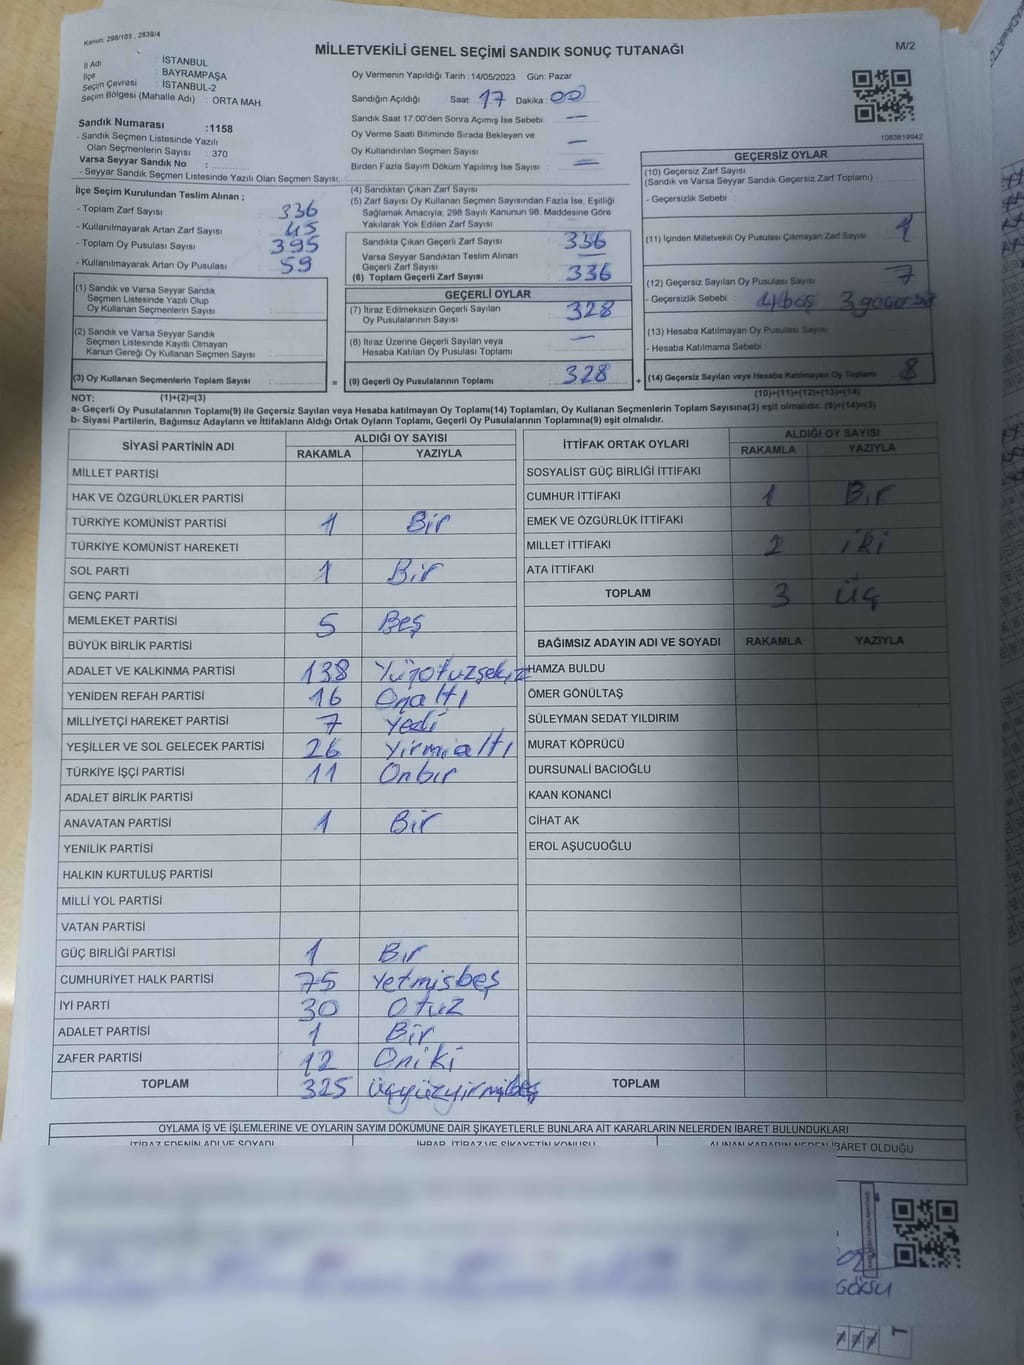 Kanun, 298/105 , 2839/4
MİLLETVEKİLİ GENEL SEÇİMİ SANDIK SONUÇ TUTANAĞI
M/2
İl Adı : İSTANBUL
İlçe : BAYRAMPAŞA
Seçim Çevresi : İSTANBUL-2
Seçim Bölgesi (Mahalle Adı) : ORTA MAH.
Sandık Numarası :1158
- Sandık Seçmen Listesinde Yazılı
Olan Seçmenlerin Sayısı : 370
Varsa Seyyar Sandık No :
- Seyyar Sandık Seçmen Listesinde Yazılı Olan Seçmen Sayısı:
Oy Vermenin Yapıldığı Tarih :14/05/2023 Gün: Pazar
Sandığın Açıldığı Saat: 17 Dakika: 00
Sandık Saat 17.00'den Sonra Açımış İse Sebebi : —
Oy Verme Saati Bitiminde Sırada Bekleyen ve
Oy Kullandırılan Seçmen Sayısı : —
Birden Fazla Sayım Döküm Yapılmış İse Sayısı :
1083619942
İlçe Seçim Kurulundan Teslim Alınan ;
- Toplam Zarf Sayısı : 336
- Kullanılmayarak Artan Zarf Sayısı : 45
- Toplam Oy Pusulası Sayısı : 395
- Kullanılmayarak Artan Oy Pusulası : 59
(1) Sandık ve Varsa Seyyar Sandık
Seçmen Listesinde Yazılı Olup
Oy Kullanan Seçmenlerin Sayısı :
(2) Sandık ve Varsa Seyyar Sandık
Seçmen Listesinde Kayıtlı Olmayan
Kanun Gereği Oy Kullanan Seçmen Sayısı :
(3) Oy Kullanan Seçmenlerin Toplam Sayısı :
(4) Sandıktan Çıkan Zarf Sayısı :
(5) Zarf Sayısı Oy Kullanan Seçmen Sayısından Fazla İse, Eşitliği
Sağlamak Amacıyla, 298 Sayılı Kanunun 98. Maddesine Göre
Yakılarak Yok Edilen Zarf Sayısı :
Sandıkta Çıkan Geçerli Zarf Sayısı : 336
Varsa Seyyar Sandıktan Teslim Alınan
Geçerli Zarf Sayısı :
(6) Toplam Geçerli Zarf Sayısı : 336
GEÇERLİ OYLAR
(7) İtiraz Edilmeksizin Geçerli Sayılan
Oy Pusulalarının Sayısı : 328
(8) İtiraz Üzerine Geçerli Sayılan veya
Hesaba Katılan Oy Pusulası Toplamı : —
= (9) Geçerli Oy Pusulalarının Toplamı : 328 +
GEÇERSİZ OYLAR
(10) Geçersiz Zarf Sayısı
(Sandık ve Varsa Seyyar Sandık Geçersiz Zarf Toplamı) :
- Geçersizlik Sebebi :
(11) İçinden Milletvekili Oy Pusulası Çıkmayan Zarf Sayısı : 1
(12) Geçersiz Sayılan Oy Pusulası Sayısı : 7
- Geçersizlik Sebebi : 4 boş 3 geçersiz
(13) Hesaba Katılmayan Oy Pusulası Sayısı
- Hesaba Katılmama Sebebi :
(14) Geçersiz Sayılan veya Hesaba Katılmayan Oy Toplamı : 8
NOT: (1)+(2)=(3) (10)+(11)+(12)+(13)=(14)
a- Geçerli Oy Pusulalarının Toplamı(9) ile Geçersiz Sayılan veya Hesaba katılmayan Oy Toplamı(14) Toplamları, Oy Kullanan Seçmenlerin Toplam Sayısına(3) eşit olmalıdır. (9)+(14)=(3)
b- Siyasi Partilerin, Bağımsız Adayların ve İttifakların Aldığı Ortak Oyların Toplamı, Geçerli Oy Pusulalarının Toplamına(9) eşit olmalıdır.
SİYASİ PARTİNİN ADI ALDIĞI OY SAYISI
RAKAMLA YAZIYLA
MİLLET PARTİSİ
HAK VE ÖZGÜRLÜKLER PARTİSİ
TÜRKİYE KOMÜNİST PARTİSİ 1 Bir
TÜRKİYE KOMÜNİST HAREKETİ
SOL PARTİ 1 Bir
GENÇ PARTİ
MEMLEKET PARTİSİ 5 Beş
BÜYÜK BİRLİK PARTİSİ
ADALET VE KALKINMA PARTİSİ 138 Yüzotuzsekiz
YENİDEN REFAH PARTİSİ 16 Onaltı
MİLLİYETÇİ HAREKET PARTİSİ 7 Yedi
YEŞİLLER VE SOL GELECEK PARTİSİ 26 Yirmialtı
TÜRKİYE İŞÇİ PARTİSİ 11 Onbir
ADALET BİRLİK PARTİSİ
ANAVATAN PARTİSİ 1 Bir
YENİLİK PARTİSİ
HALKIN KURTULUŞ PARTİSİ
MİLLİ YOL PARTİSİ
VATAN PARTİSİ
GÜÇ BİRLİĞİ PARTİSİ 1 Bir
CUMHURİYET HALK PARTİSİ 75 Yetmişbeş
İYİ PARTİ 30 Otuz
ADALET PARTİSİ 1 Bir
ZAFER PARTİSİ 12 Oniki
TOPLAM 325 üçyüzyirmibeş
İTTİFAK ORTAK OYLARI ALDIĞI OY SAYISI
RAKAMLA YAZIYLA
SOSYALİST GÜÇ BİRLİĞİ İTTİFAKI
CUMHUR İTTİFAKI 1 Bir
EMEK VE ÖZGÜRLÜK İTTİFAKI
MİLLET İTTİFAKI 2 iki
ATA İTTİFAKI
TOPLAM 3 üç
BAĞIMSIZ ADAYIN ADI VE SOYADI RAKAMLA YAZIYLA
HAMZA BULDU
ÖMER GÖNÜLTAŞ
SÜLEYMAN SEDAT YILDIRIM
MURAT KÖPRÜCÜ
DURSUNALİ BACIOĞLU
KAAN KONANCİ
CİHAT AK
EROL AŞUCUOĞLU
TOPLAM
OYLAMA İŞ VE İŞLEMLERİNE VE OYLARIN SAYIM DÖKÜMÜNE DAİR ŞİKAYETLERLE BUNLARA AİT KARARLARIN NELERDEN İBARET BULUNDUKLARI
İTİRAZ EDENİN ADI VE SOYADI İHBAR, İTİRAZ VE ŞİKAYETİN KONUSU ALINAN KARARIN NEDEN İBARET OLDUĞU
GÖKSU